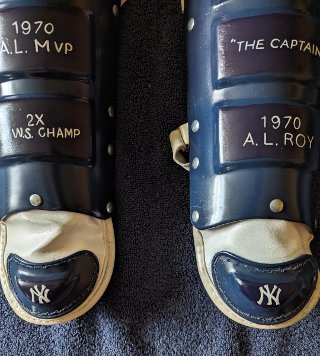 1970
A.L. MVP
2X
W.S. CHAMP
NY
"THE CAPTAIN
1970
A.L. ROY
NY